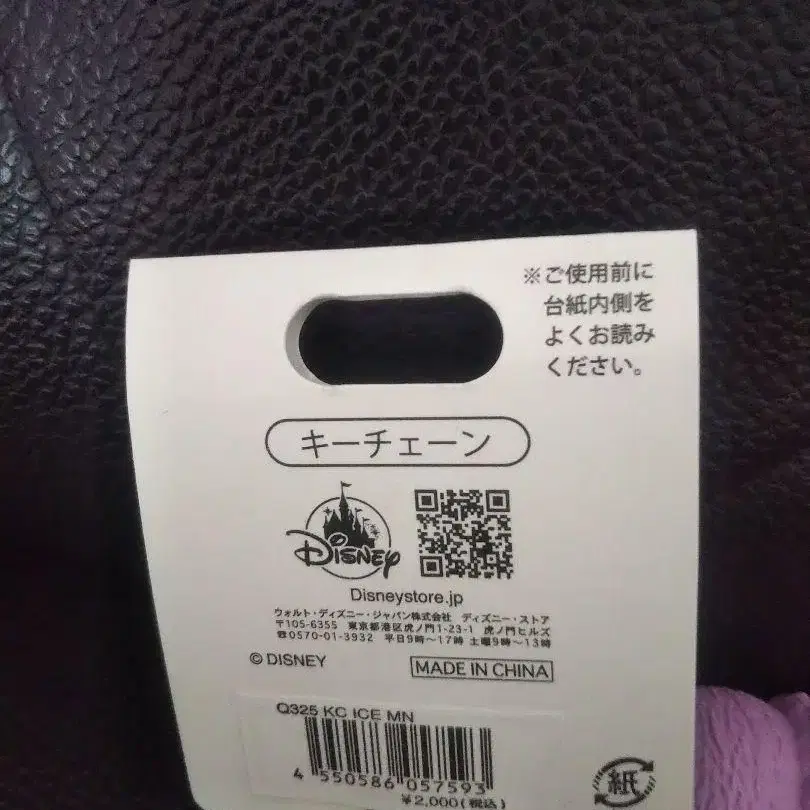 ※ご使用前に
台紙内側を
よくお読み
ください。
キーチェーン
Disney
Disneystore.jp
ウォルト・ディズニー・ジャパン株式会社 ディズニー・ストア
〒105-6355 東京都港区虎ノ門1-23-1 虎ノ門ヒルズ
☎0570-01-3932 平日9時〜17時 土曜9時〜13時
© DISNEY
MADE IN CHINA
Q325 KC ICE MN
4 550586 057593
¥2,000(税込)
紙